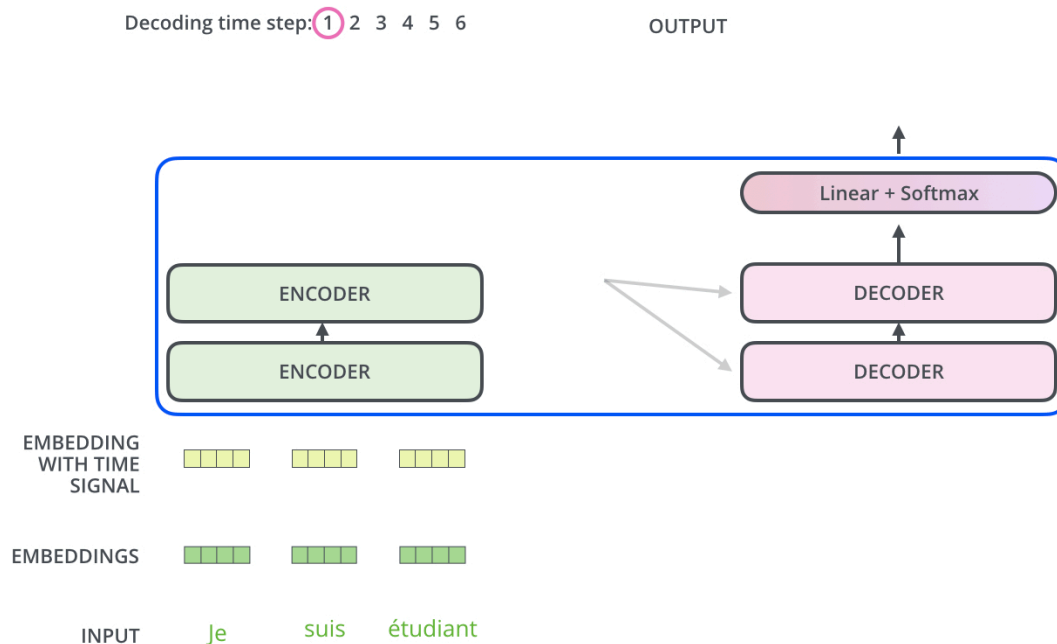 Decoding time step: 1 2 3 4 5 6
OUTPUT
Linear + Softmax
ENCODER
DECODER
ENCODER
DECODER
EMBEDDING
WITH TIME
SIGNAL
EMBEDDINGS
INPUT
Je suis étudiant